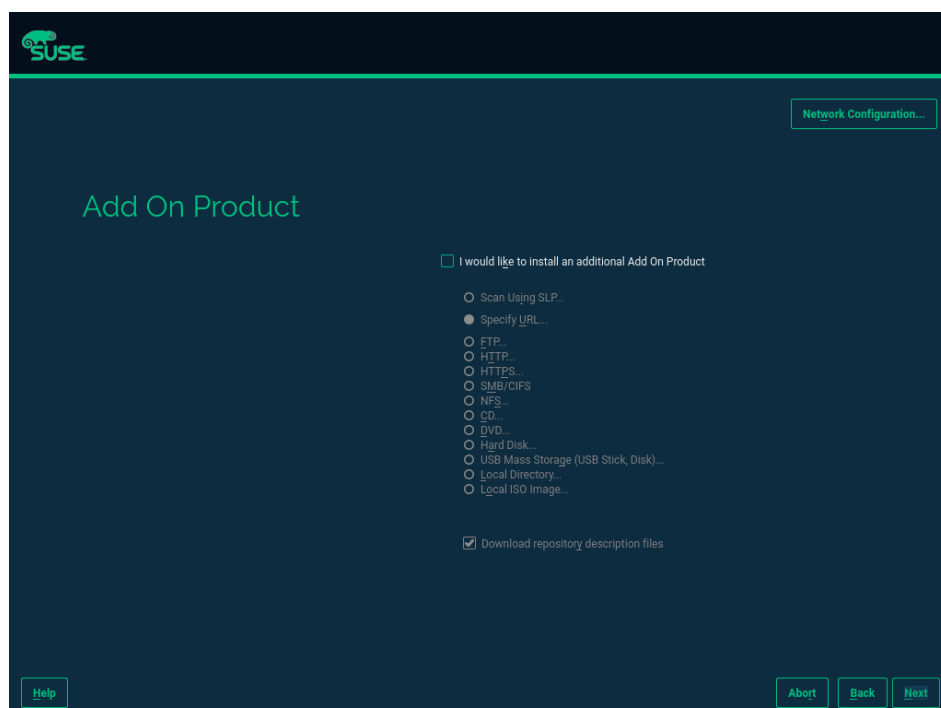 SUSE
Network Configuration...
Add On Product
I would like to install an additional Add On Product
Scan Using SLP...
Specify URL...
FTP...
HTTP...
HTTPS...
SMB/CIFS
NFS...
CD...
DVD...
Hard Disk...
USB Mass Storage (USB Stick, Disk)...
Local Directory...
Local ISO Image...
Download repository description files
Help
Abort
Back
Next